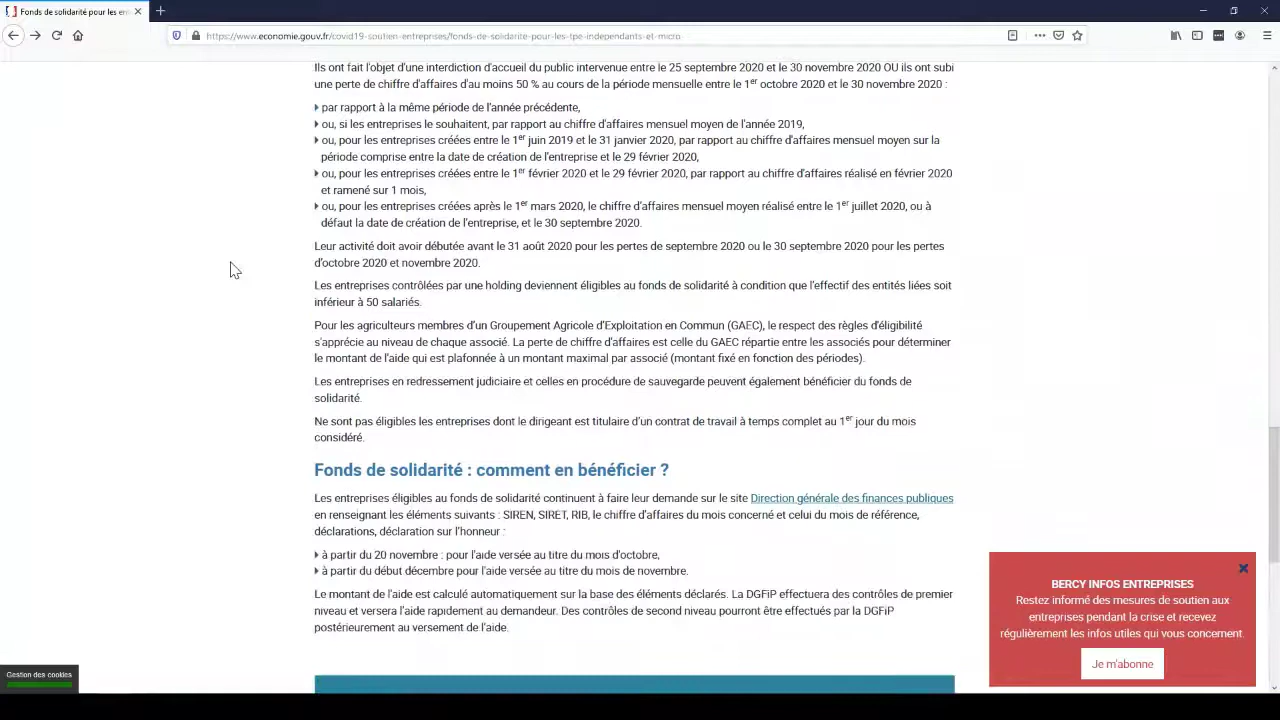 Fonds de solidarité pour les en
https://www.economie.gouv.fr/covid19-soutien-entreprises/fonds-de-solidarite-pour-les-tpe-independants-et-micro
Ils ont fait l'objet d'une interdiction d'accueil du public intervenue entre le 25 septembre 2020 et le 30 novembre 2020 OU ils ont subi
une perte de chiffre d'affaires d'au moins 50 % au cours de la période mensuelle entre le 1er octobre 2020 et le 30 novembre 2020 :
par rapport à la même période de l'année précédente,
ou, si les entreprises le souhaitent, par rapport au chiffre d'affaires mensuel moyen de l'année 2019,
ou, pour les entreprises créées entre le 1er juin 2019 et le 31 janvier 2020, par rapport au chiffre d'affaires mensuel moyen sur la
période comprise entre la date de création de l'entreprise et le 29 février 2020,
ou, pour les entreprises créées entre le 1er février 2020 et le 29 février 2020, par rapport au chiffre d'affaires réalisé en février 2020
et ramené sur 1 mois,
ou, pour les entreprises créées après le 1er mars 2020, le chiffre d'affaires mensuel moyen réalisé entre le 1er juillet 2020, ou à
défaut la date de création de l'entreprise, et le 30 septembre 2020.
Leur activité doit avoir débutée avant le 31 août 2020 pour les pertes de septembre 2020 ou le 30 septembre 2020 pour les pertes
d'octobre 2020 et novembre 2020.
Les entreprises contrôlées par une holding deviennent éligibles au fonds de solidarité à condition que l'effectif des entités liées soit
inférieur à 50 salariés.
Pour les agriculteurs membres d'un Groupement Agricole d'Exploitation en Commun (GAEC), le respect des règles d'éligibilité
s'apprécie au niveau de chaque associé. La perte de chiffre d'affaires est celle du GAEC répartie entre les associés pour déterminer
le montant de l'aide qui est plafonnée à un montant maximal par associé (montant fixé en fonction des périodes).
Les entreprises en redressement judiciaire et celles en procédure de sauvegarde peuvent également bénéficier du fonds de
solidarité.
Ne sont pas éligibles les entreprises dont le dirigeant est titulaire d'un contrat de travail à temps complet au 1er jour du mois
considéré.
Fonds de solidarité : comment en bénéficier ?
Les entreprises éligibles au fonds de solidarité continuent à faire leur demande sur le site Direction générale des finances publiques
en renseignant les éléments suivants : SIREN, SIRET, RIB, le chiffre d'affaires du mois concerné et celui du mois de référence,
déclarations, déclaration sur l'honneur :
à partir du 20 novembre : pour l'aide versée au titre du mois d'octobre,
à partir du début décembre pour l'aide versée au titre du mois de novembre.
Le montant de l'aide est calculé automatiquement sur la base des éléments déclarés. La DGFiP effectuera des contrôles de premier
niveau et versera l'aide rapidement au demandeur. Des contrôles de second niveau pourront être effectués par la DGFiP
postérieurement au versement de l'aide.
BERCY INFOS ENTREPRISES
Restez informé des mesures de soutien aux
entreprises pendant la crise et recevez
régulièrement les infos utiles qui vous concernent.
Je m'abonne
Gestion des cookies